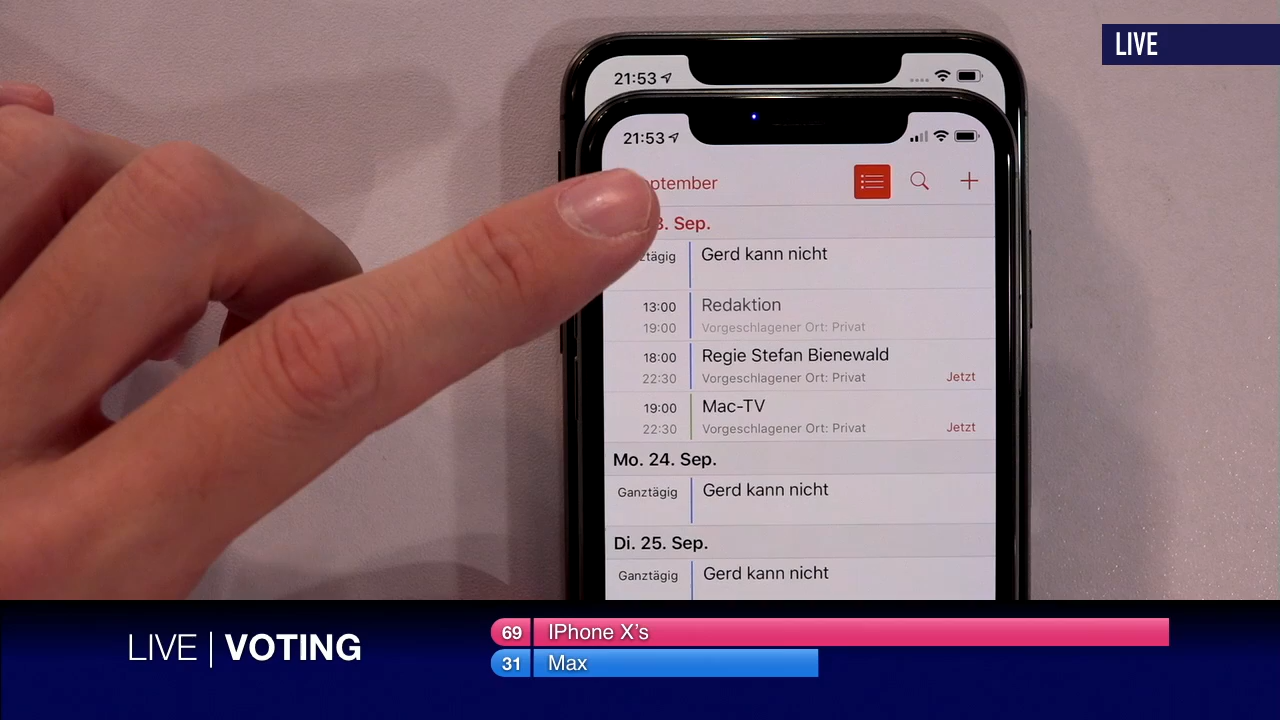 LIVE
21:53
21:53
ptember
3. Sep.
ztägig
Gerd kann nicht
13:00
Redaktion
19:00
Vorgeschlagener Ort: Privat
18:00
Regie Stefan Bienewald
22:30
Vorgeschlagener Ort: Privat
Jetzt
19:00
Mac-TV
22:30
Vorgeschlagener Ort: Privat
Jetzt
Mo. 24. Sep.
Ganztägig
Gerd kann nicht
Di. 25. Sep.
Ganztägig
Gerd kann nicht
LIVE | VOTING
69 IPhone X's
31 Max